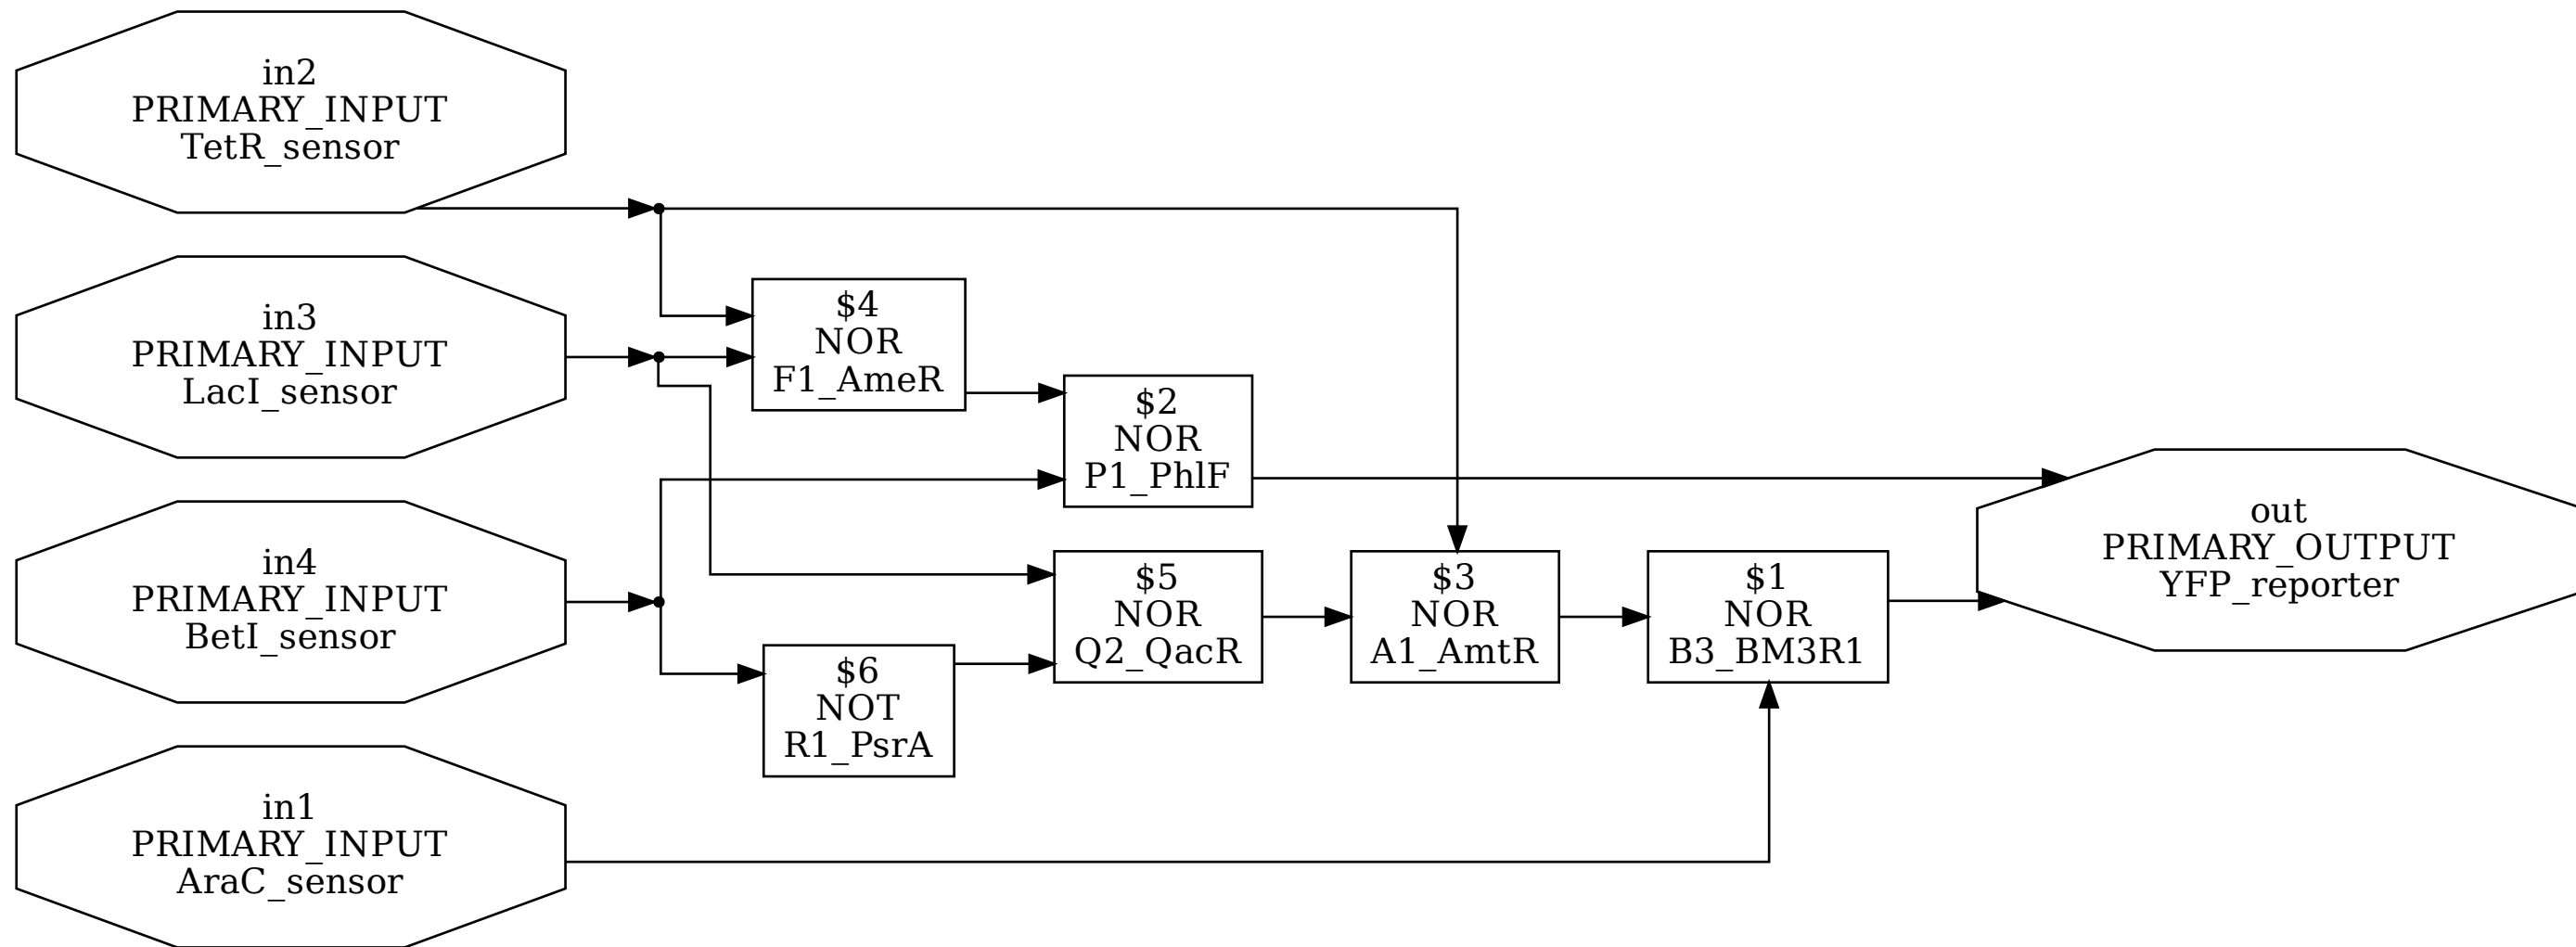 in2
PRIMARY_INPUT
TetR_sensor
in3
PRIMARY_INPUT
LacI_sensor
$4
NOR
F1_AmeR
$2
NOR
P1_PhlF
in4
PRIMARY_INPUT
BetI_sensor
$5
NOR
Q2_QacR
$3
NOR
A1_AmtR
$1
NOR
B3_BM3R1
out
PRIMARY_OUTPUT
YFP_reporter
$6
NOT
R1_PsrA
in1
PRIMARY_INPUT
AraC_sensor